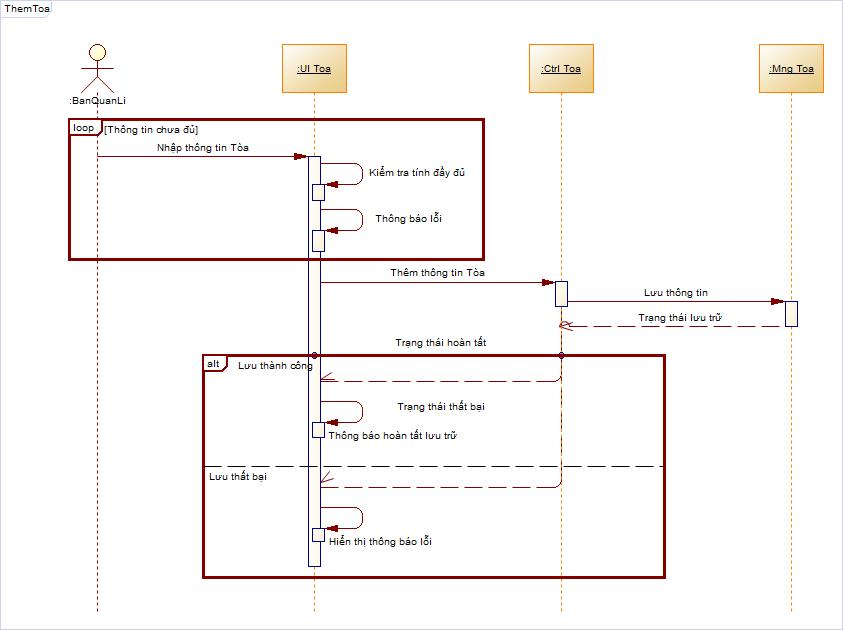 ThemToa
:BanQuanLi
:UI Toa
:Ctrl Toa
:Mng Toa
loop
[Thông tin chưa đủ]
Nhập thông tin Tòa
Kiểm tra tính đầy đủ
Thông báo lỗi
Thêm thông tin Tòa
Lưu thông tin
Trạng thái lưu trữ
Trạng thái hoàn tất
alt
Lưu thành công
Trạng thái thất bại
Thông báo hoàn tất lưu trữ
Lưu thất bại
Hiển thị thông báo lỗi